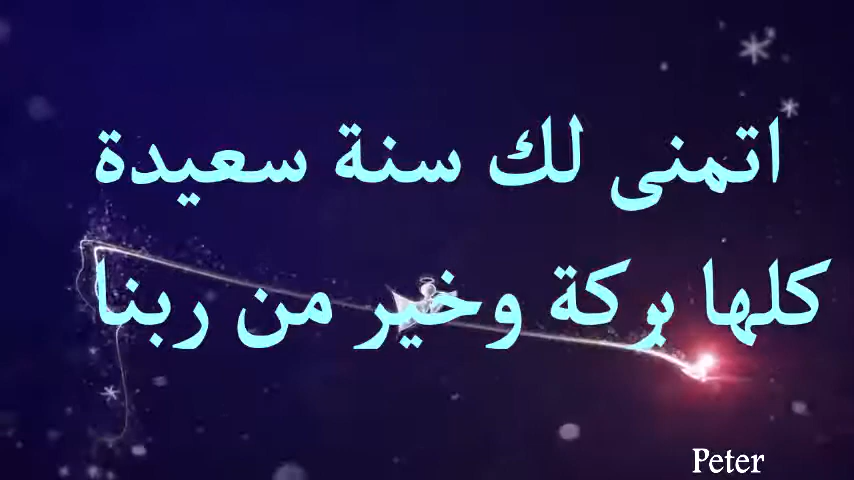 اتمنى لك سنة سعيدة
كلها بركة وخير من ربنا
Peter